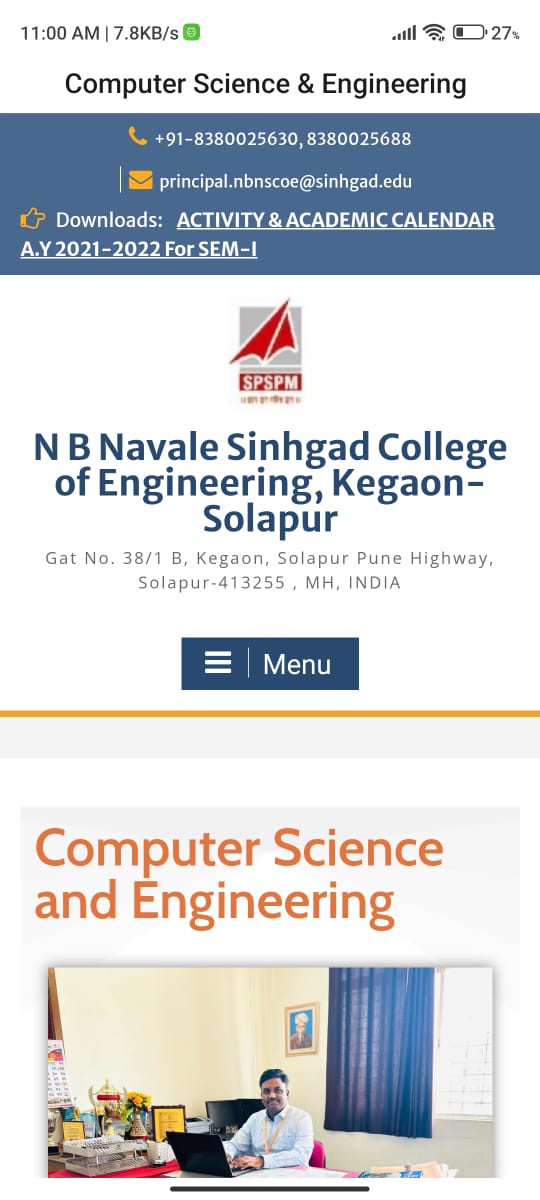 11:00 AM | 7.8KB/s
27%
Computer Science & Engineering
+91-8380025630, 8380025688
principal.nbnscoe@sinhgad.edu
Downloads: ACTIVITY & ACADEMIC CALENDAR
A.Y 2021-2022 For SEM-I
SPSPM
N B Navale Sinhgad College
of Engineering, Kegaon-
Solapur
Gat No. 38/1 B, Kegaon, Solapur Pune Highway,
Solapur-413255 , MH, INDIA
Menu
Computer Science
and Engineering